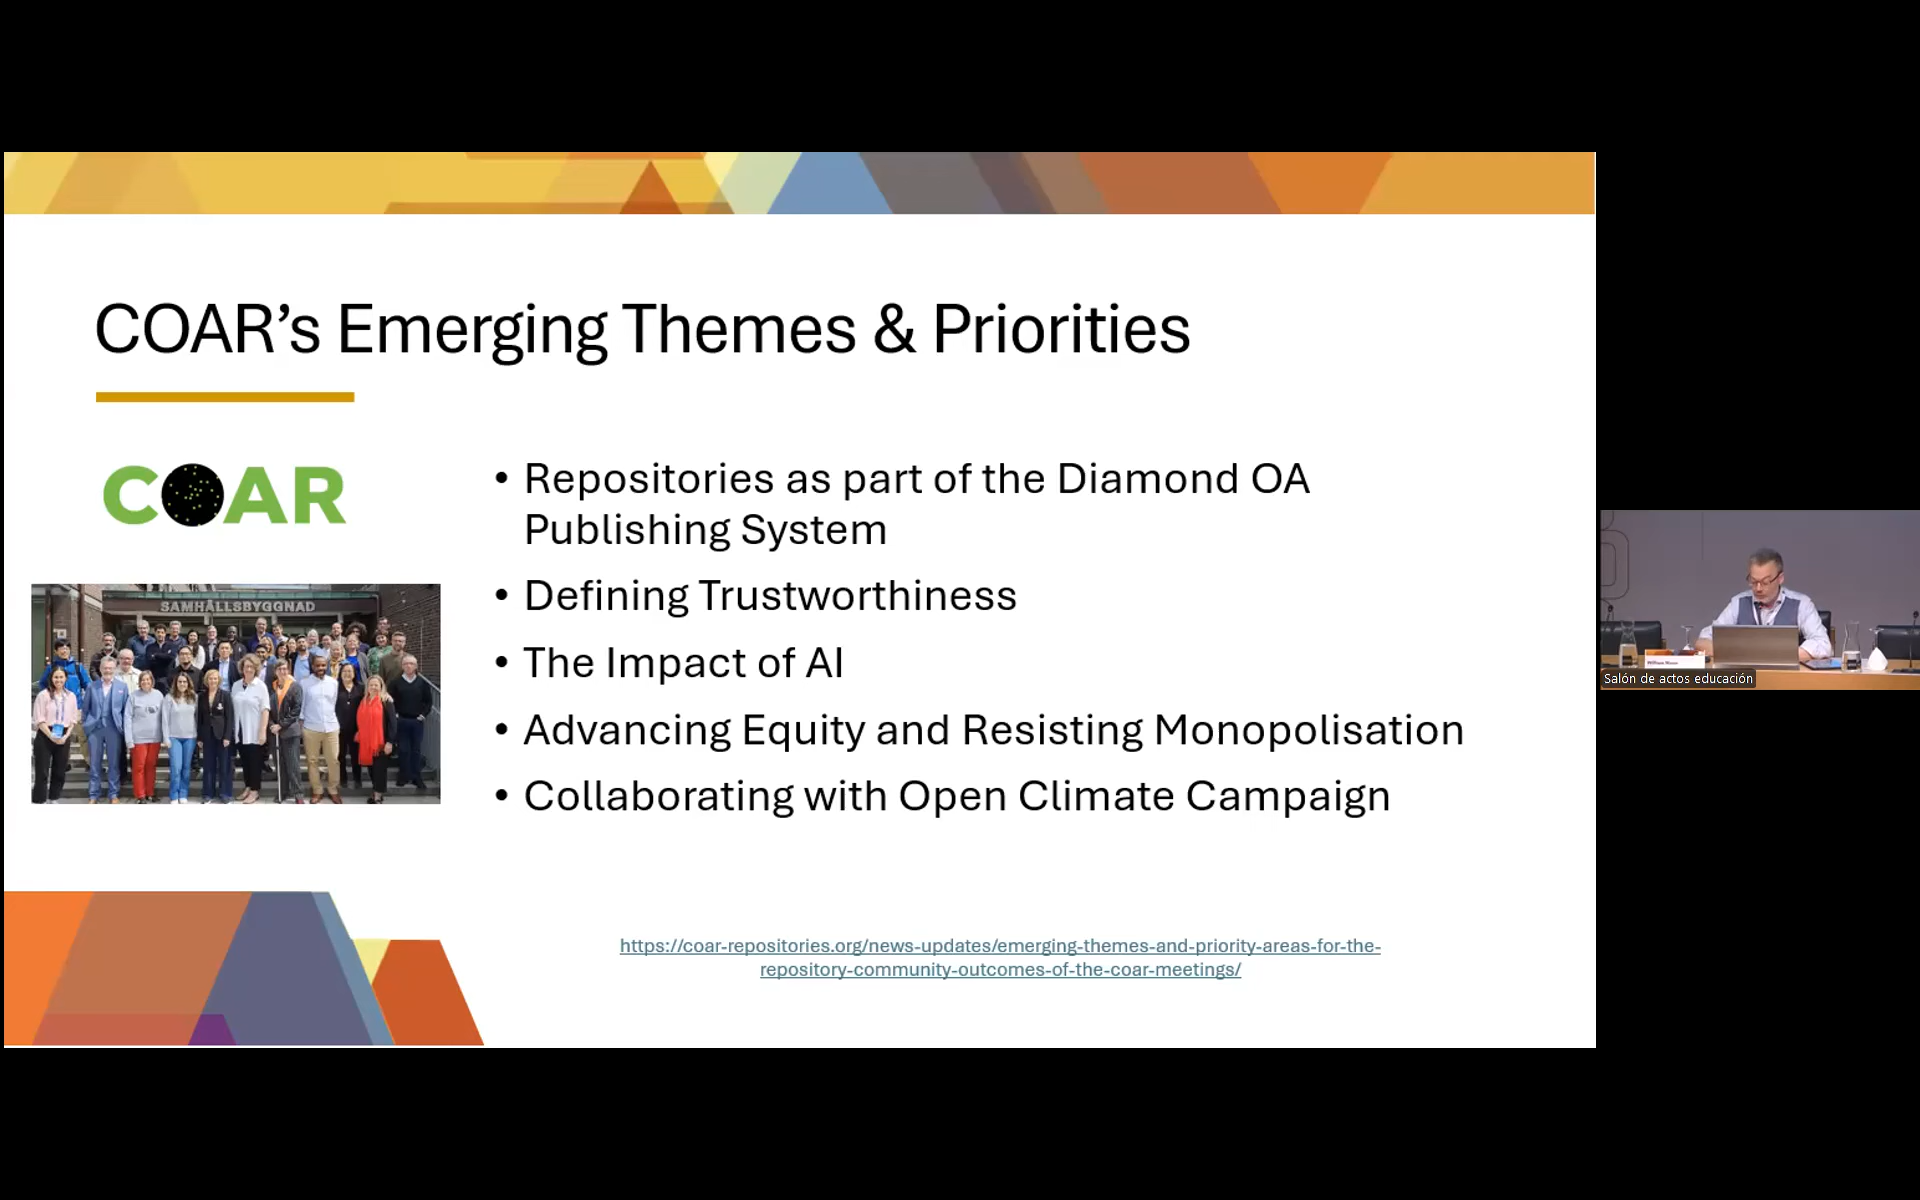 COAR’s Emerging Themes & Priorities
COAR
• Repositories as part of the Diamond OA
Publishing System
• Defining Trustworthiness
• The Impact of AI
• Advancing Equity and Resisting Monopolisation
• Collaborating with Open Climate Campaign
SAMHÄLLSBYGGNAD
https://coar-repositories.org/news-updates/emerging-themes-and-priority-areas-for-the-
repository-community-outcomes-of-the-coar-meetings/
Salón de actos educación